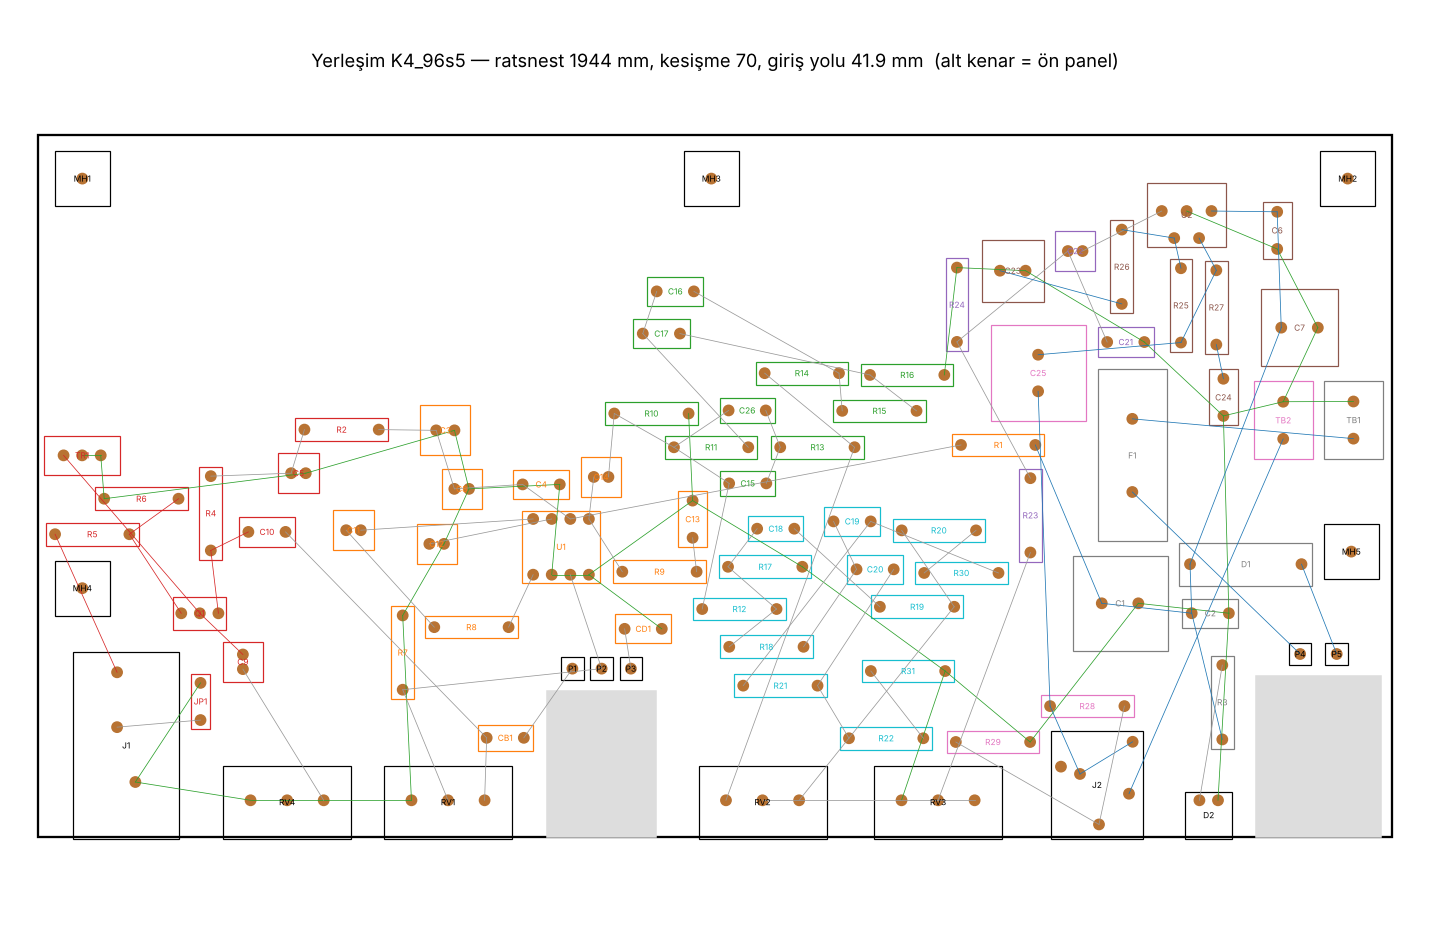 Yerleşim K4_96s5 — ratsnest 1944 mm, kesişme 70, giriş yolu 41.9 mm  (alt kenar = ön panel)
MH1
MH3
MH2
C6
R26
C16
R24
R25
R27
C17
C21
C7
R14
R16
C25
C24
R10
C26
R15
TB2
TB1
R2
R11
R13
R1
F1
R6
C4
C15
R4
R23
R5
C10
C13
C18
C19
R20
U1
MH5
R9
R17
C20
R30
D1
MH4
R12
R19
C1
C2
R8
CD1
R18
P1
P2
P3
R31
P4
P5
JP1
R21
R28
R3
J1
CB1
R22
R29
J2
RV4
RV1
RV2
RV3
D2